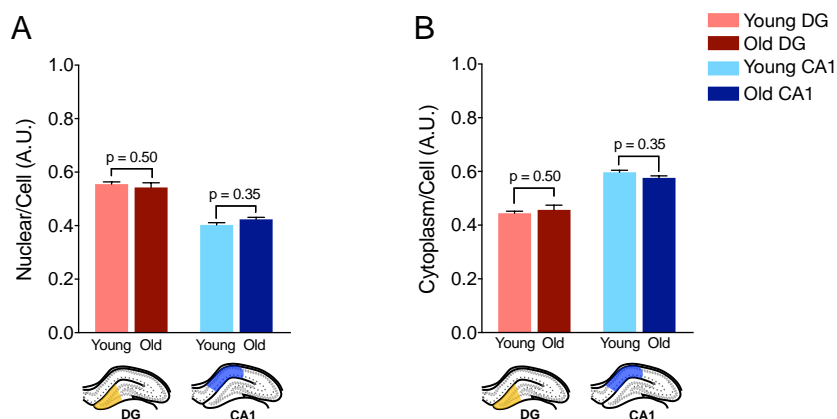 A
Nuclear/Cell (A.U.)
1.0
0.8
0.6
0.4
0.2
0.0
p = 0.50
p = 0.35
Young Old
Young Old
DG
CA1
B
Cytoplasm/Cell (A.U.)
1.0
0.8
0.6
0.4
0.2
0.0
p = 0.50
p = 0.35
Young Old
Young Old
DG
CA1
Young DG
Old DG
Young CA1
Old CA1